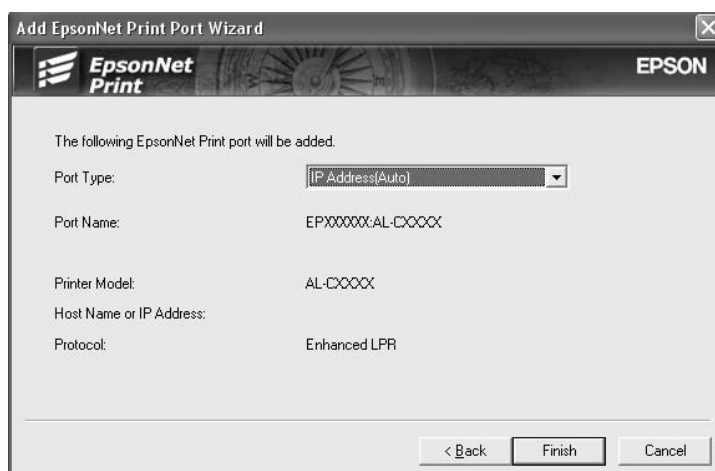 Add EpsonNet Print Port Wizard
EpsonNet
Print
EPSON
The following EpsonNet Print port will be added.
Port Type: IP Address(Auto)
Port Name: EPXXXXXX:AL-CXXXX
Printer Model: AL-CXXXX
Host Name or IP Address:
Protocol: Enhanced LPR
< Back Finish Cancel